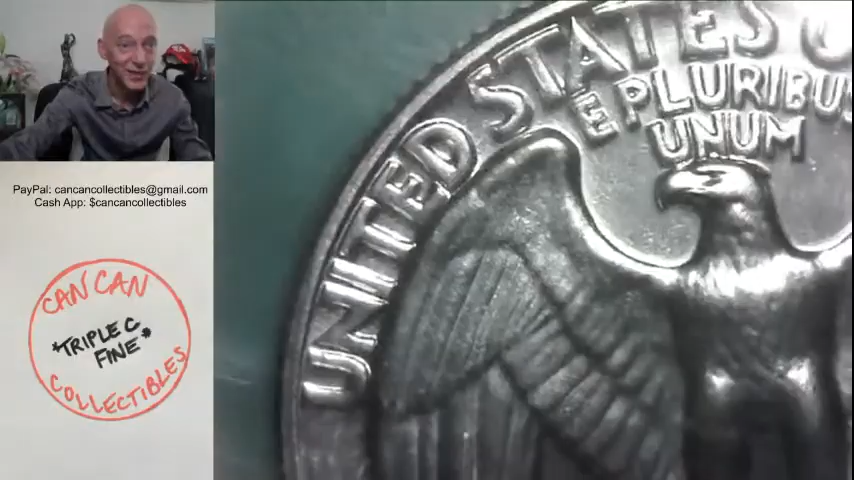 PayPal: cancancollectibles@gmail.com
Cash App: $cancancollectibles
CAN CAN
*TRIPLE C
FINE*
COLLECTIBLES
UNITED STATES O
E PLURIBUS
UNUM